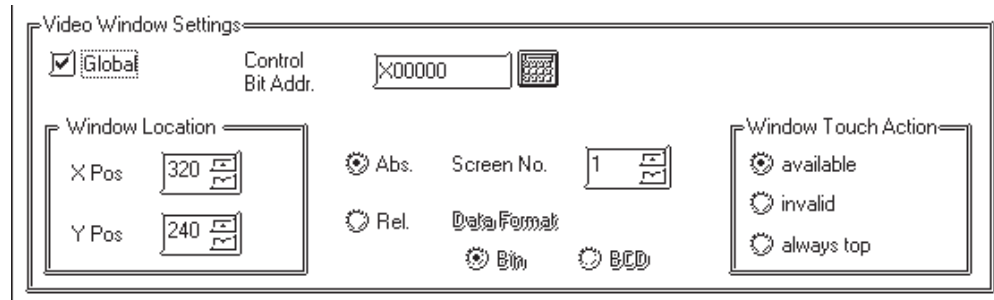 Video Window Settings
Global
Control
Bit Addr.
X00000
Window Location
X Pos
320
Y Pos
240
Abs.
Screen No.
1
Rel.
Data Format
Bin
BCD
Window Touch Action
available
invalid
always top